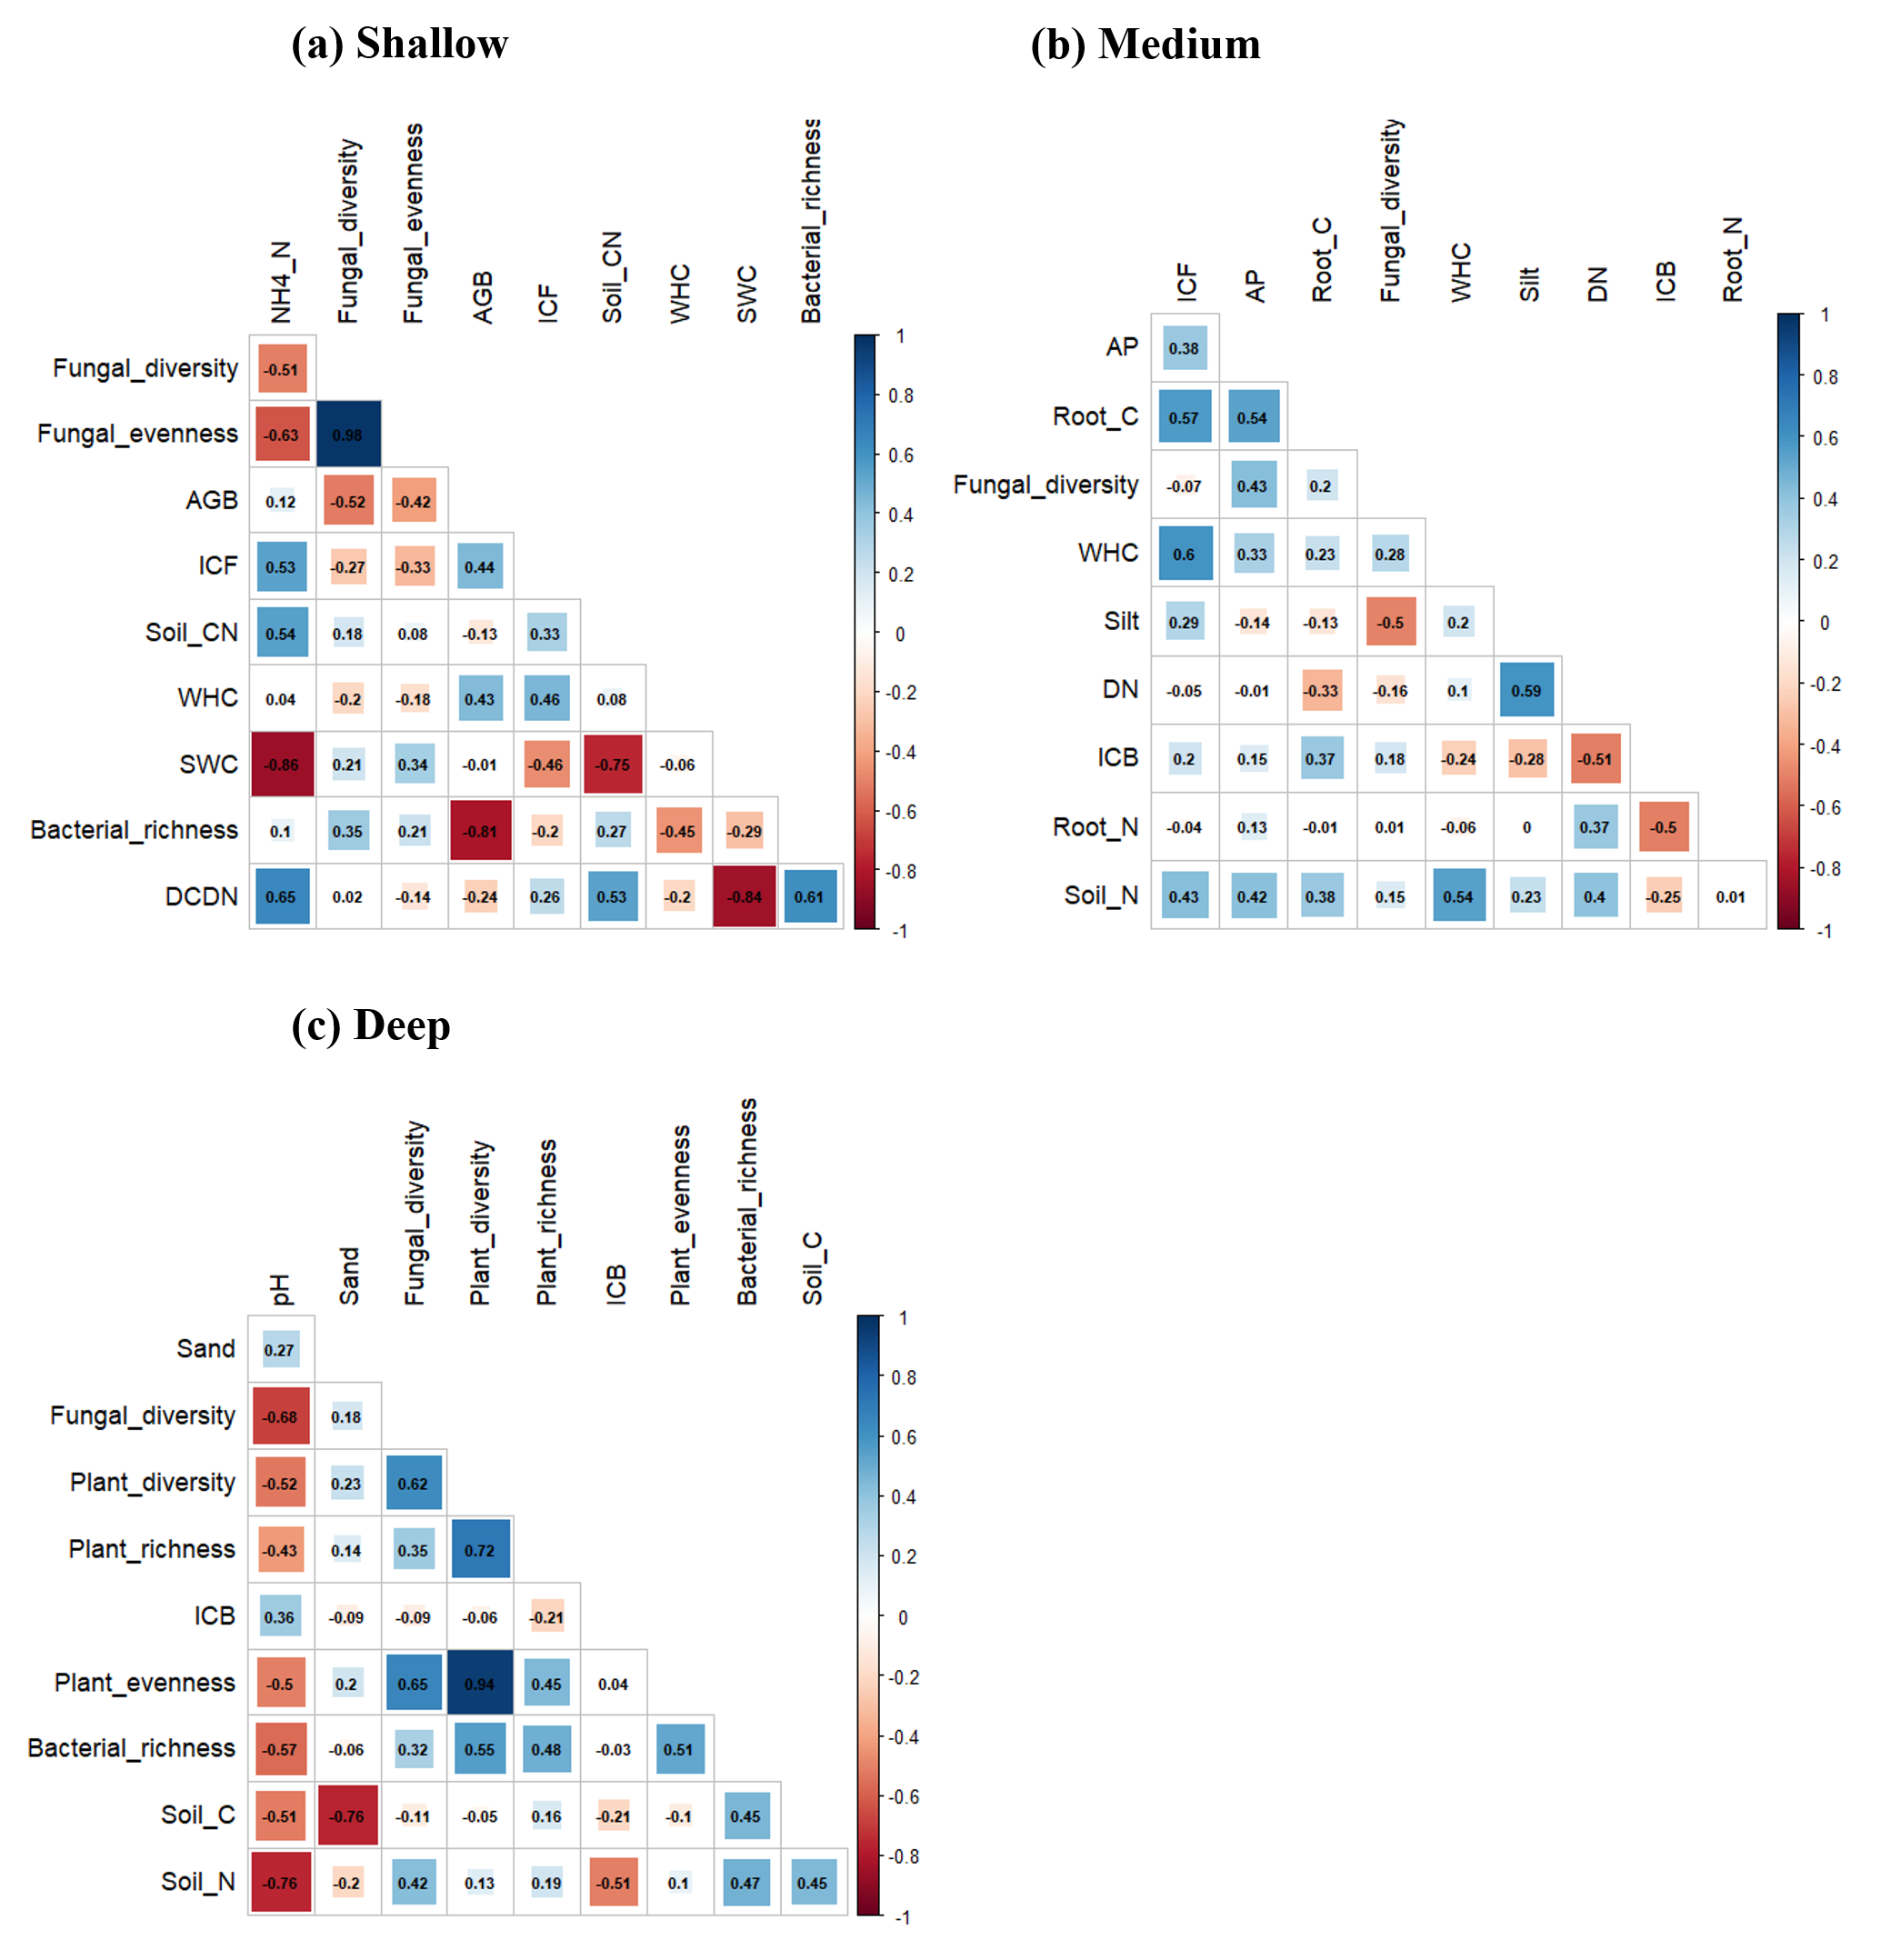 (a) Shallow
NH4_N Fungal_diversity Fungal_evenness AGB ICF Soil_CN WHC SWC Bacterial_richness
Fungal_diversity -0.51
Fungal_evenness -0.63 0.98
AGB 0.12 -0.52 -0.42
ICF 0.53 -0.27 -0.33 0.44
Soil_CN 0.54 0.18 0.08 -0.13 0.33
WHC 0.04 -0.2 -0.18 0.43 0.46 0.08
SWC -0.86 0.21 0.34 -0.01 -0.46 -0.75 -0.06
Bacterial_richness 0.1 0.35 0.21 -0.81 -0.2 0.27 -0.45 -0.29
DCDN 0.65 0.02 -0.14 -0.24 0.26 0.53 -0.2 -0.84 0.61
1
0.8
0.6
0.4
0.2
0
-0.2
-0.4
-0.6
-0.8
-1
(b) Medium
ICF AP Root_C Fungal_diversity WHC Silt DN ICB Root_N
AP 0.38
Root_C 0.57 0.54
Fungal_diversity -0.07 0.43 0.2
WHC 0.6 0.33 0.23 0.28
Silt 0.29 -0.14 -0.13 -0.5 0.2
DN -0.05 -0.01 -0.33 -0.16 0.1 0.59
ICB 0.2 0.15 0.37 0.18 -0.24 -0.28 -0.51
Root_N -0.04 0.13 -0.01 0.01 -0.06 0 0.37 -0.5
Soil_N 0.43 0.42 0.38 0.15 0.54 0.23 0.4 -0.25 0.01
1
0.8
0.6
0.4
0.2
0
-0.2
-0.4
-0.6
-0.8
-1
(c) Deep
pH Sand Fungal_diversity Plant_diversity Plant_richness ICB Plant_evenness Bacterial_richness Soil_C
Sand 0.27
Fungal_diversity -0.68 0.18
Plant_diversity -0.52 0.23 0.62
Plant_richness -0.43 0.14 0.35 0.72
ICB 0.36 -0.09 -0.09 -0.06 -0.21
Plant_evenness -0.5 0.2 0.65 0.94 0.45 0.04
Bacterial_richness -0.57 -0.06 0.32 0.55 0.48 -0.03 0.51
Soil_C -0.51 -0.76 -0.11 -0.05 0.16 -0.21 -0.1 0.45
Soil_N -0.76 -0.2 0.42 0.13 0.19 -0.51 0.1 0.47 0.45
1
0.8
0.6
0.4
0.2
0
-0.2
-0.4
-0.6
-0.8
-1